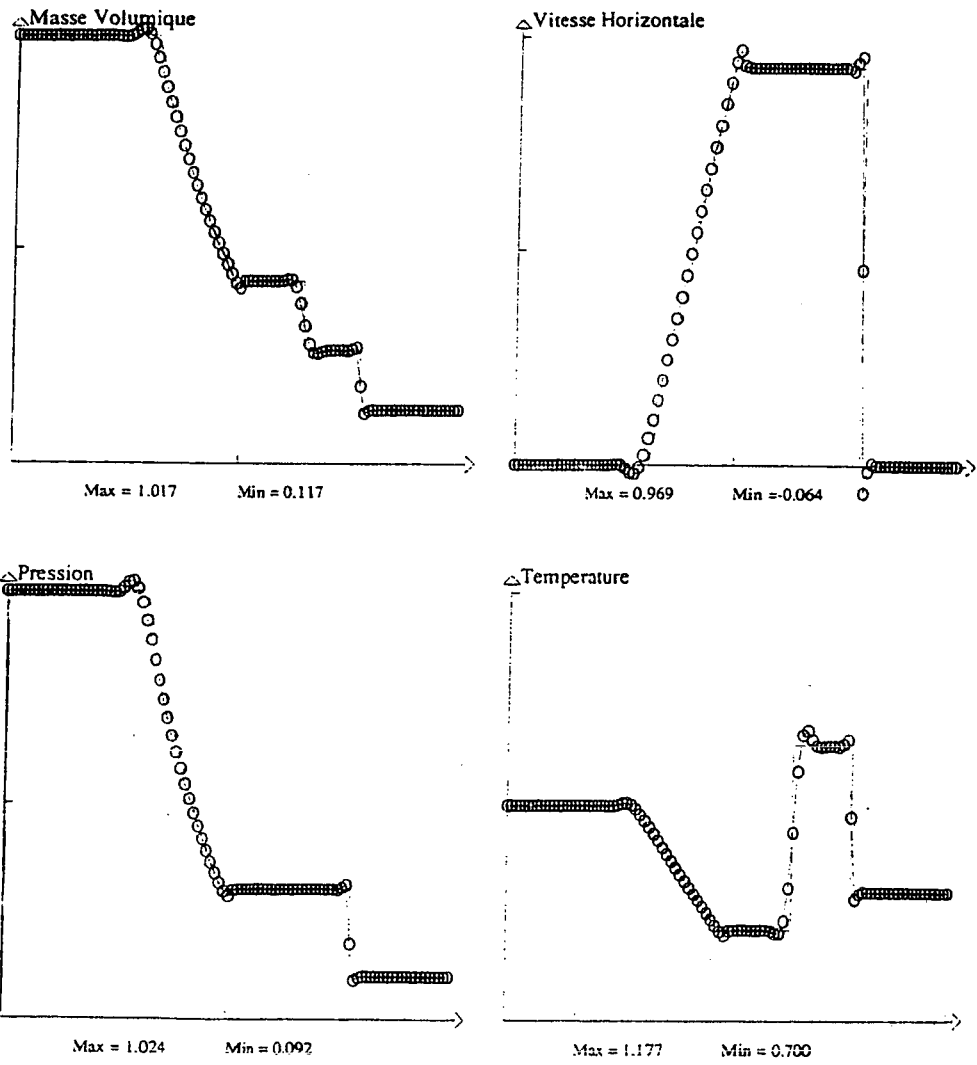 Masse Volumique
Max = 1.017 Min = 0.117
Vitesse Horizontale
Max = 0.969 Min =-0.064
Pression
Max = 1.024 Min = 0.092
Temperature
Max = 1.177 Min = 0.700